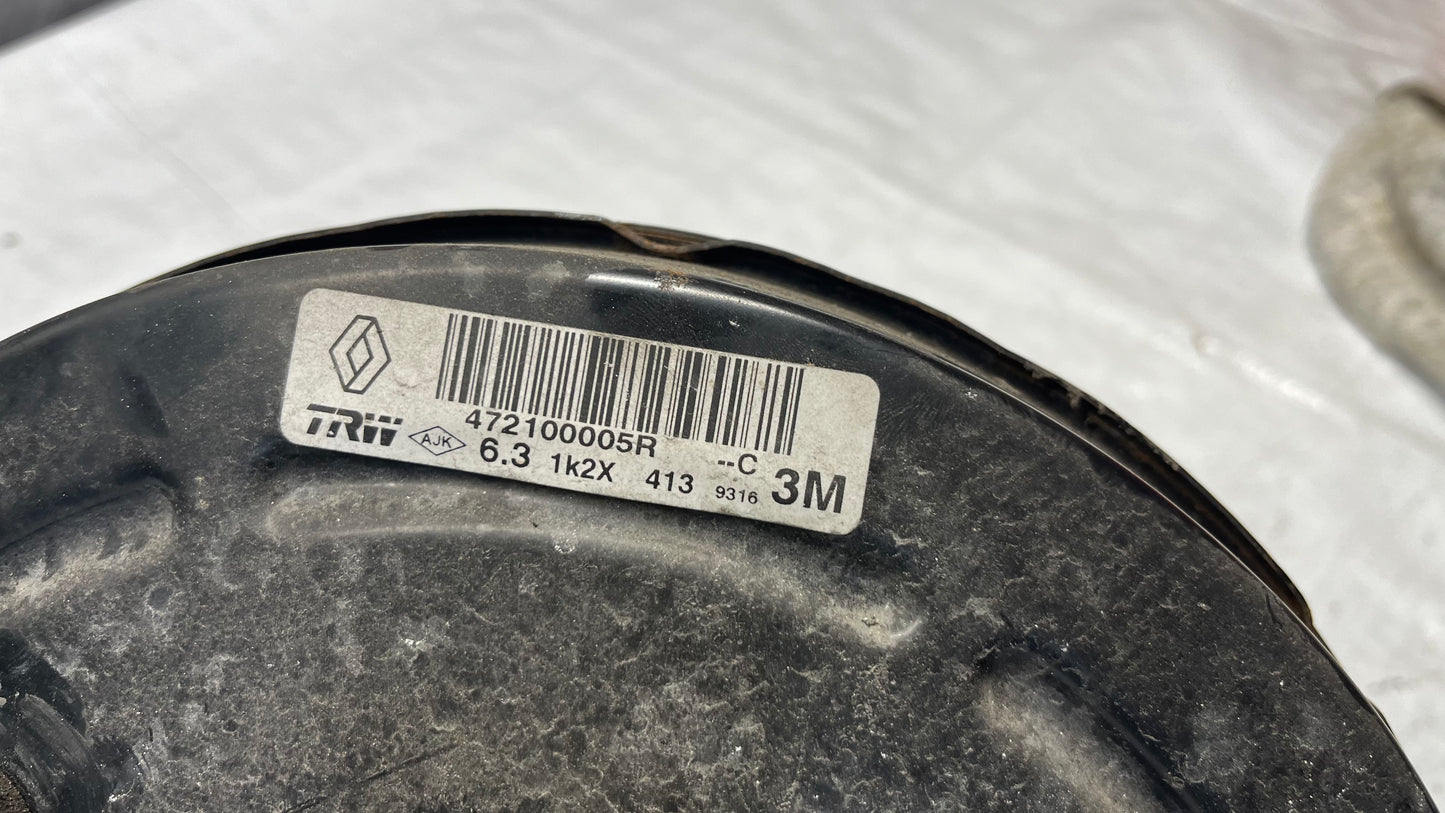 472100005R --C
TRW AJK 6.3 1k2X 413 9316 3M